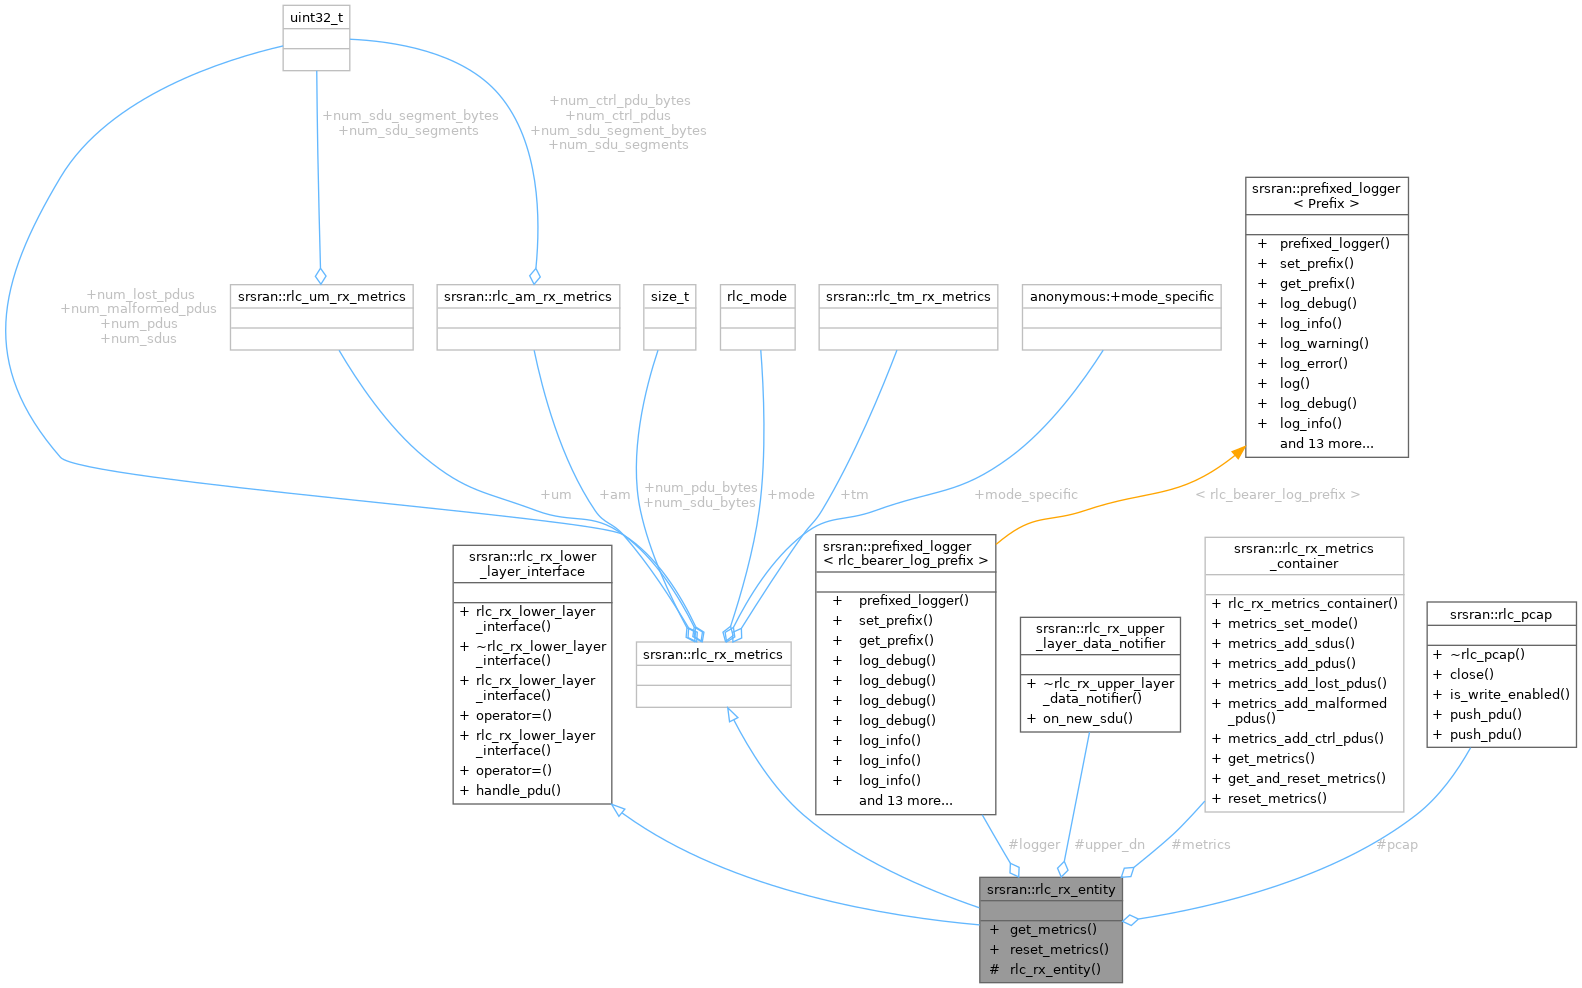 uint32_t
+num_sdu_segment_bytes
+num_sdu_segments
+num_ctrl_pdu_bytes
+num_ctrl_pdus
+num_sdu_segment_bytes
+num_sdu_segments
srsran::prefixed_logger
< Prefix >
+ prefixed_logger()
+ set_prefix()
+ get_prefix()
+ log_debug()
+ log_info()
+ log_warning()
+ log_error()
+ log()
+ log_debug()
+ log_info()
and 13 more...
+num_lost_pdus
+num_malformed_pdus
+num_pdus
+num_sdus
srsran::rlc_um_rx_metrics
srsran::rlc_am_rx_metrics
size_t
rlc_mode
srsran::rlc_tm_rx_metrics
anonymous:+mode_specific
+um
+am
+num_pdu_bytes
+num_sdu_bytes
+mode
+tm
+mode_specific
< rlc_bearer_log_prefix >
srsran::rlc_rx_lower
_layer_interface
+ rlc_rx_lower_layer
_interface()
+ ~rlc_rx_lower_layer
_interface()
+ rlc_rx_lower_layer
_interface()
+ operator=()
+ rlc_rx_lower_layer
_interface()
+ operator=()
+ handle_pdu()
srsran::rlc_rx_metrics
srsran::prefixed_logger
< rlc_bearer_log_prefix >
+ prefixed_logger()
+ set_prefix()
+ get_prefix()
+ log_debug()
+ log_debug()
+ log_debug()
+ log_debug()
+ log_info()
+ log_info()
+ log_info()
and 13 more...
srsran::rlc_rx_upper
_layer_data_notifier
+ ~rlc_rx_upper_layer
_data_notifier()
+ on_new_sdu()
srsran::rlc_rx_metrics
_container
+ rlc_rx_metrics_container()
+ metrics_set_mode()
+ metrics_add_sdus()
+ metrics_add_pdus()
+ metrics_add_lost_pdus()
+ metrics_add_malformed
_pdus()
+ metrics_add_ctrl_pdus()
+ get_metrics()
+ get_and_reset_metrics()
+ reset_metrics()
srsran::rlc_pcap
+ ~rlc_pcap()
+ close()
+ is_write_enabled()
+ push_pdu()
+ push_pdu()
#logger
#upper_dn
#metrics
#pcap
srsran::rlc_rx_entity
+ get_metrics()
+ reset_metrics()
# rlc_rx_entity()